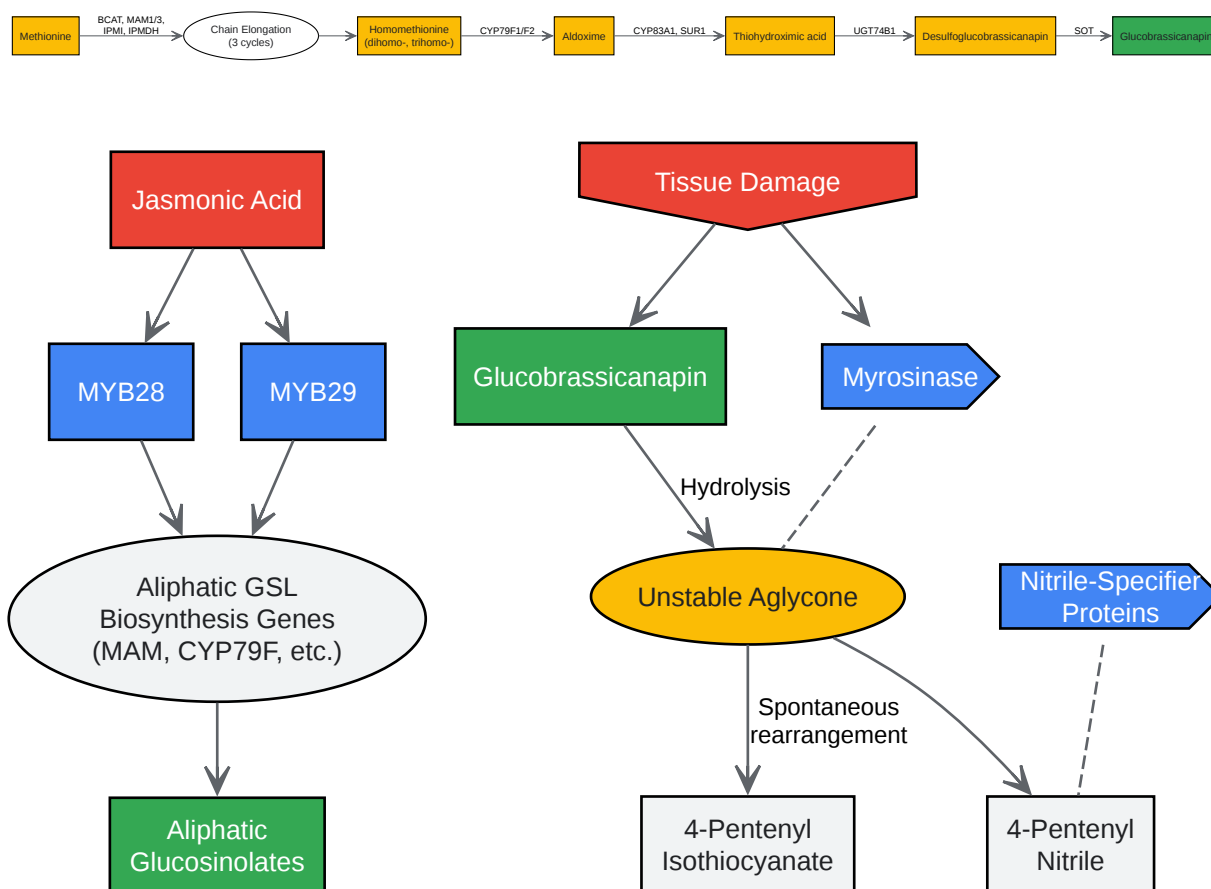 Methionine
BCAT, MAM1/3,
IPMI, IPMDH
Chain Elongation
(3 cycles)
Homomethionine
(dihomo-, trihomo-)
CYP79F1/F2
Aldoxime
CYP83A1, SUR1
Thiohydroximic acid
UGT74B1
Desulfoglucobrassicanapin
SOT
Glucobrassicanapin
Jasmonic Acid
MYB28
MYB29
Aliphatic GSL
Biosynthesis Genes
(MAM, CYP79F, etc.)
Aliphatic
Glucosinolates
Tissue Damage
Glucobrassicanapin
Myrosinase
Hydrolysis
Unstable Aglycone
Nitrile-Specifier
Proteins
Spontaneous
rearrangement
4-Pentenyl
Isothiocyanate
4-Pentenyl
Nitrile